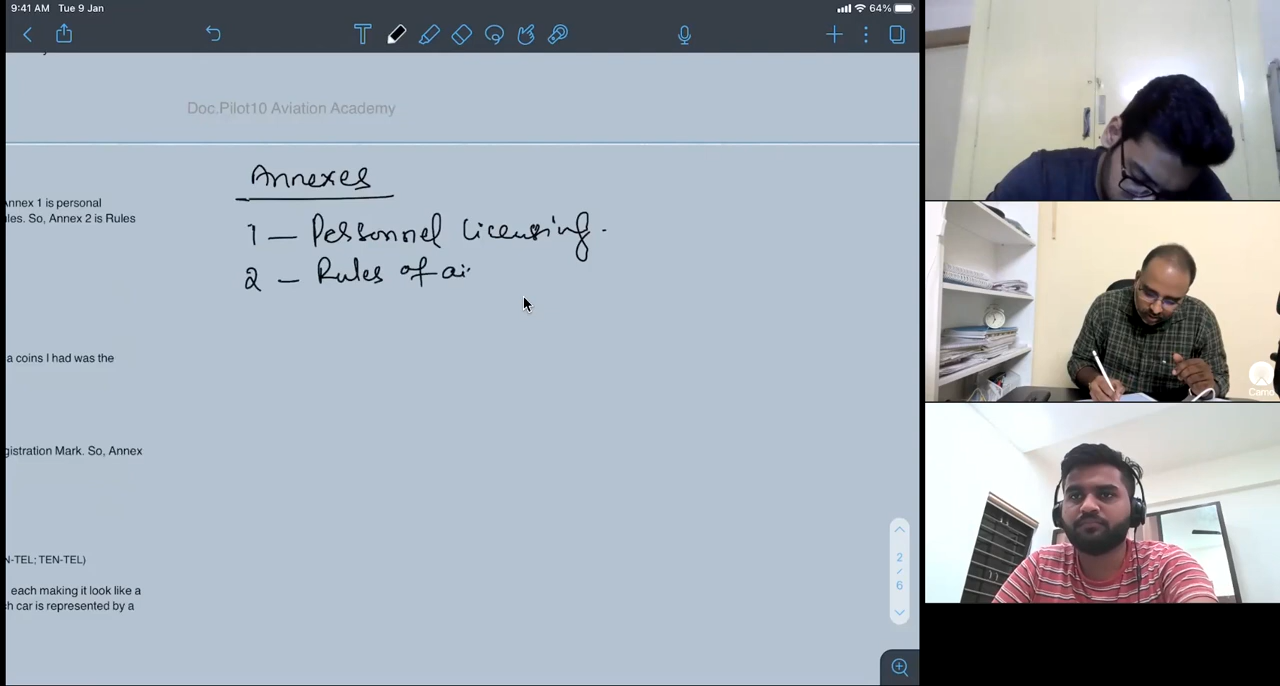 9:41 AM Tue 9 Jan
64%
Doc.Pilot10 Aviation Academy
Annexes
1 — Personnel licensing.
2 — Rules of ai
Annex 1 is personal
les. So, Annex 2 is Rules
a coins I had was the
gistration Mark. So, Annex
N-TEL; TEN-TEL)
each making it look like a
h car is represented by a
2
/
6
Camo